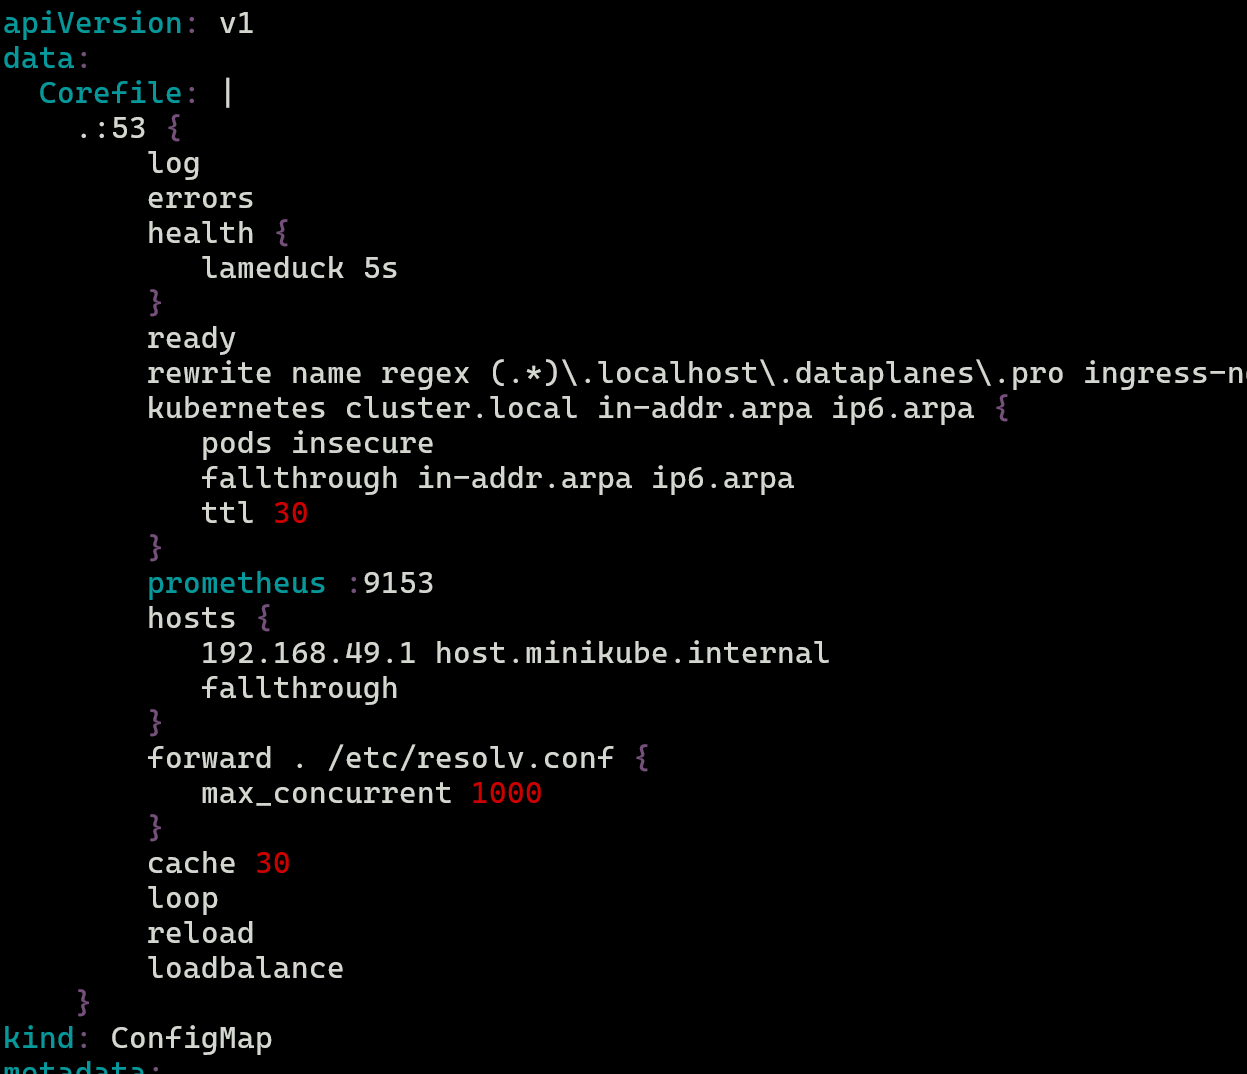 apiVersion: v1
data:
  Corefile: |
    .:53 {
        log
        errors
        health {
           lameduck 5s
        }
        ready
        rewrite name regex (.*)\.localhost\.dataplanes\.pro
        kubernetes cluster.local in-addr.arpa ip6.arpa {
           pods insecure
           fallthrough in-addr.arpa ip6.arpa
           ttl 30
        }
        prometheus :9153
        hosts {
           192.168.49.1 host.minikube.internal
           fallthrough
        }
        forward . /etc/resolv.conf {
           max_concurrent 1000
        }
        cache 30
        loop
        reload
        loadbalance
    }
kind: ConfigMap
metadata: